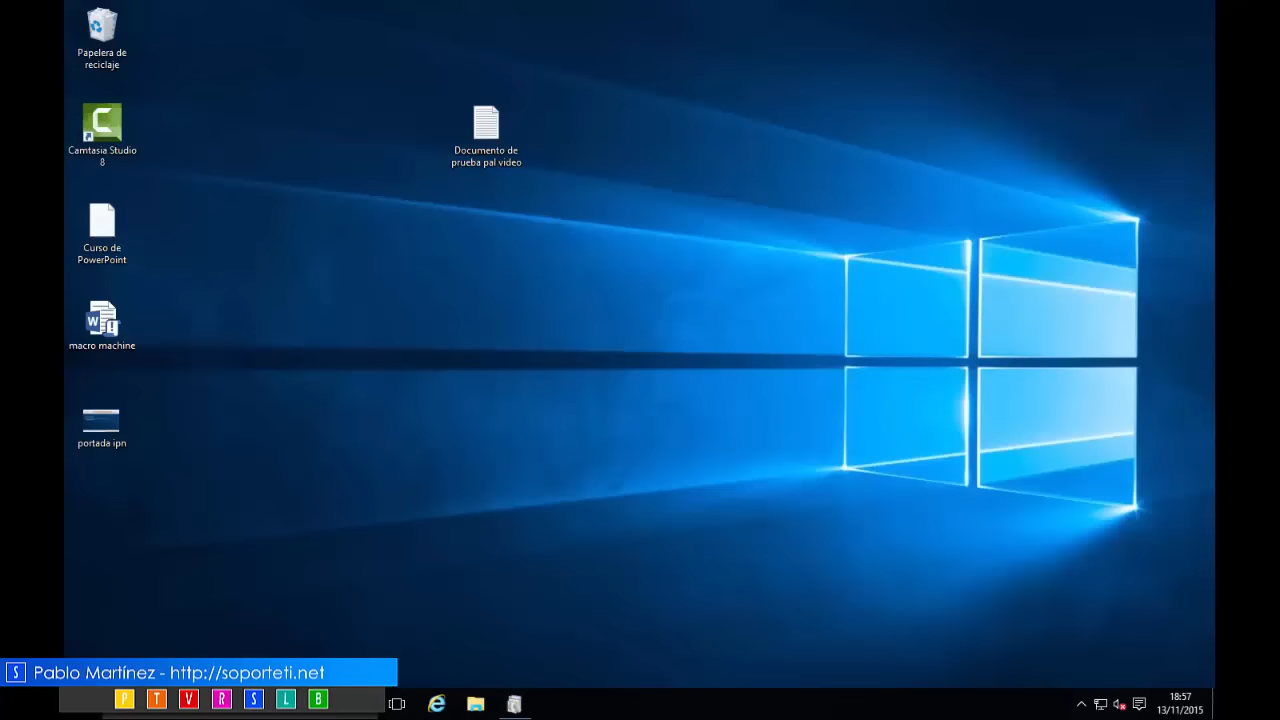 Papelera de
reciclaje
Camtasia Studio
8
Curso de
PowerPoint
macro machine
portada ipn
Documento de
prueba pal video
S Pablo Martínez - http://soporteti.net
P T V R S L B
18:57
13/11/2015